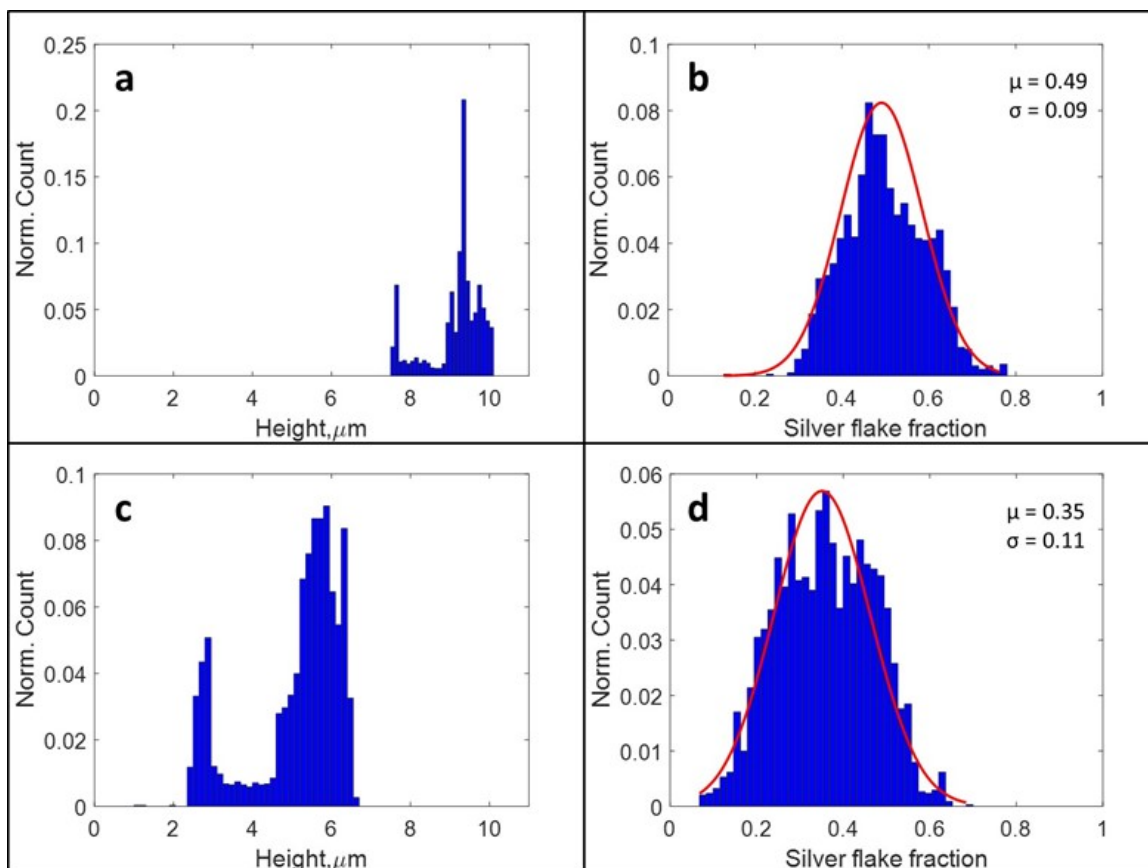 a
0.25
0.2
0.15
0.1
0.05
0
Norm. Count
0 2 4 6 8 10
Height,μm
b
μ = 0.49
σ = 0.09
0.1
0.08
0.06
0.04
0.02
0
Norm. Count
0 0.2 0.4 0.6 0.8 1
Silver flake fraction
c
0.1
0.08
0.06
0.04
0.02
0
Norm. Count
0 2 4 6 8 10
Height,μm
d
μ = 0.35
σ = 0.11
0.06
0.05
0.04
0.03
0.02
0.01
0
Norm. Count
0 0.2 0.4 0.6 0.8 1
Silver flake fraction